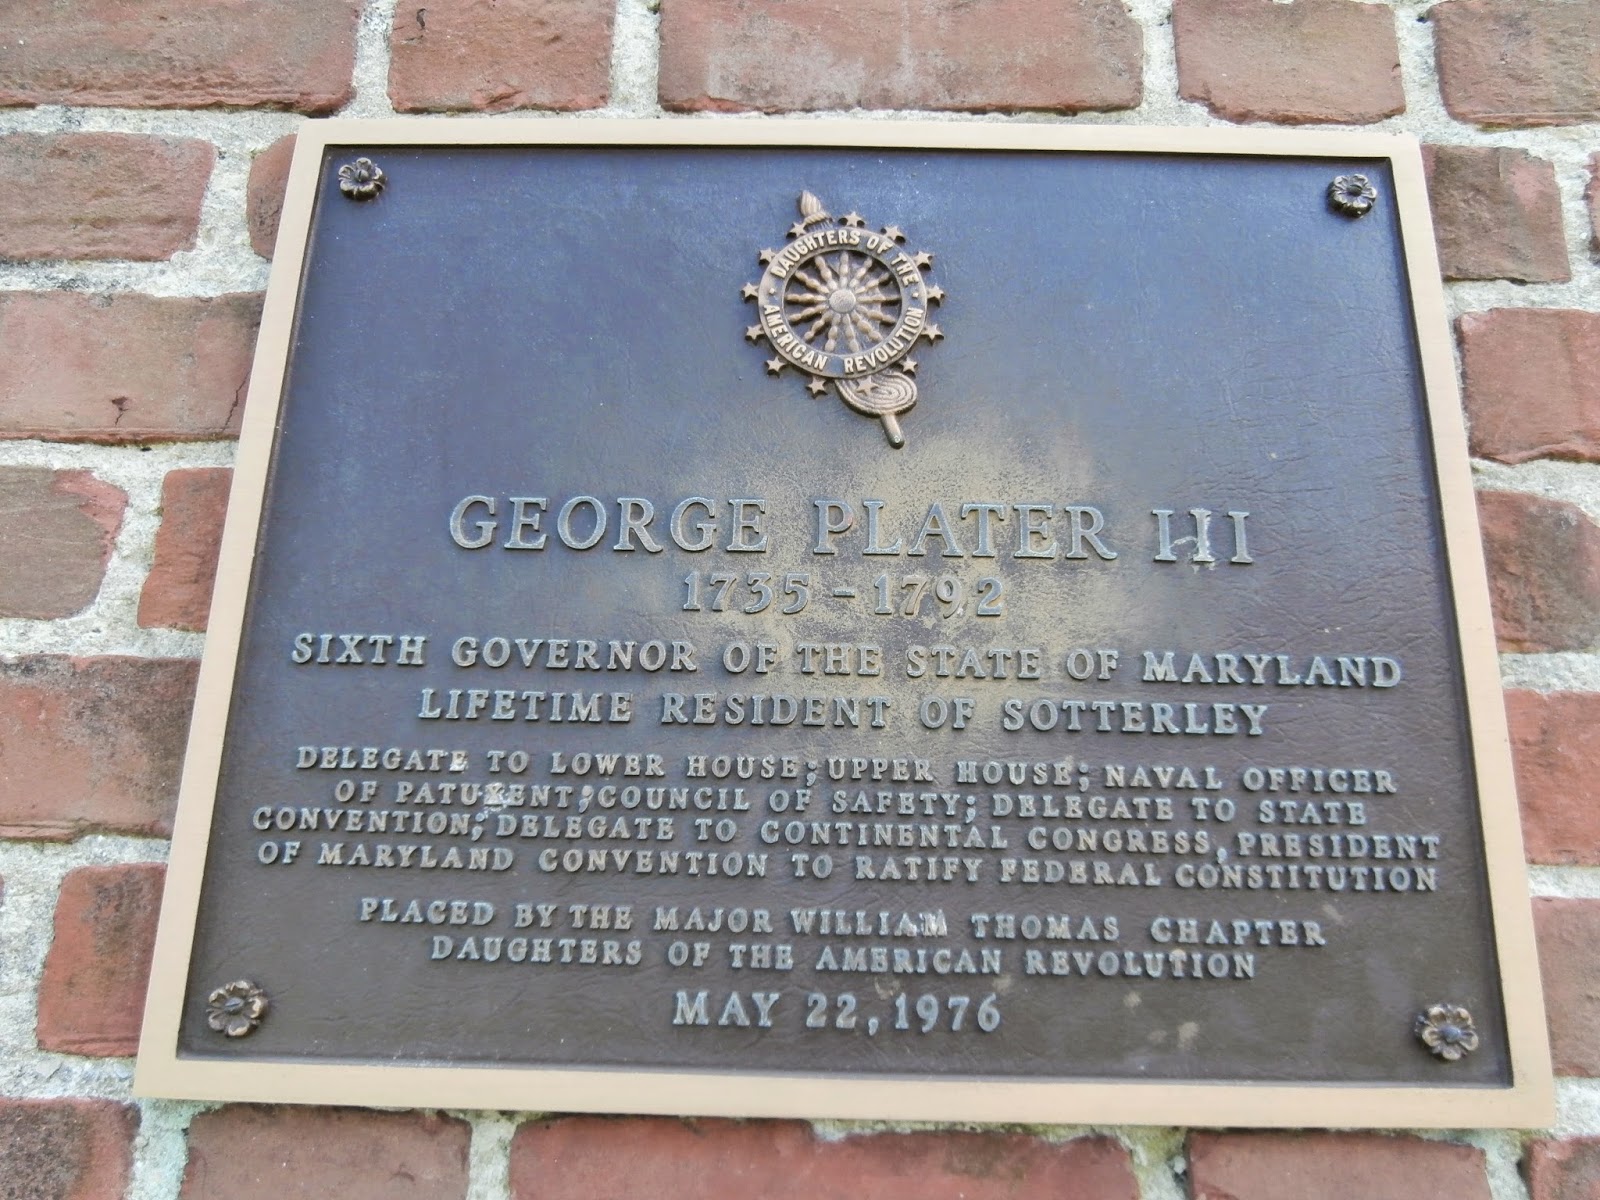 DAUGHTERS OF THE
AMERICAN REVOLUTION
GEORGE PLATER III
1735 - 1792
SIXTH GOVERNOR OF THE STATE OF MARYLAND
LIFETIME RESIDENT OF SOTTERLEY
DELEGATE TO LOWER HOUSE; UPPER HOUSE; NAVAL OFFICER
OF PATUXENT; COUNCIL OF SAFETY; DELEGATE TO STATE
CONVENTION; DELEGATE TO CONTINENTAL CONGRESS, PRESIDENT
OF MARYLAND CONVENTION TO RATIFY FEDERAL CONSTITUTION
PLACED BY THE MAJOR WILLIAM THOMAS CHAPTER
DAUGHTERS OF THE AMERICAN REVOLUTION
MAY 22, 1976